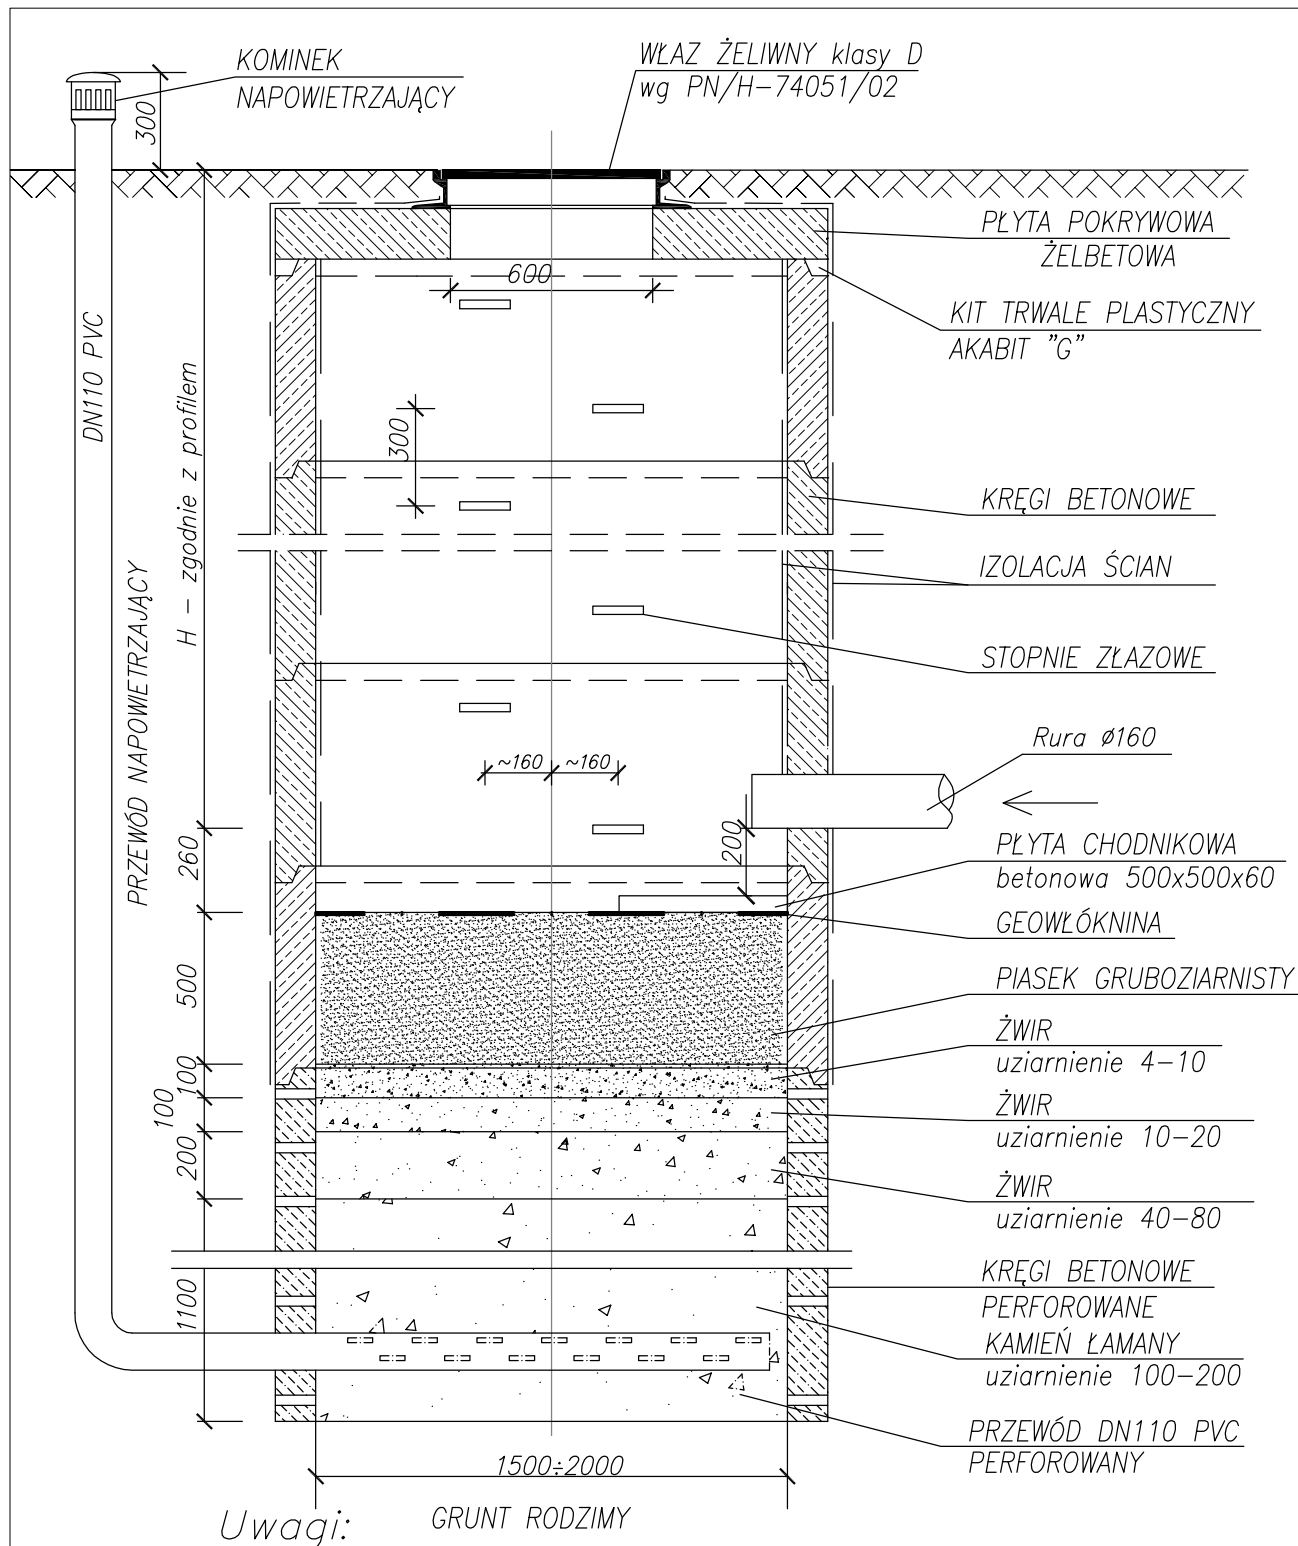 KOMINEK
NAPOWIETRZAJĄCY
WŁAZ ŻELIWNY klasy D
wg PN/H-74051/02
300
PŁYTA POKRYWOWA
ŻELBETOWA
600
KIT TRWALE PLASTYCZNY
AKABIT "G"
DN110 PVC
H - zgodnie z profilem
300
KRĘGI BETONOWE
IZOLACJA ŚCIAN
PRZEWÓD NAPOWIETRZAJĄCY
STOPNIE ZŁAZOWE
Rura ø160
~160
~160
200
260
PŁYTA CHODNIKOWA
betonowa 500x500x60
GEOWŁÓKNINA
500
PIASEK GRUBOZIARNISTY
ŻWIR
uziarnienie 4-10
100
100
ŻWIR
uziarnienie 10-20
200
ŻWIR
uziarnienie 40-80
1100
KRĘGI BETONOWE
PERFOROWANE
KAMIEŃ ŁAMANY
uziarnienie 100-200
PRZEWÓD DN110 PVC
PERFOROWANY
1500÷2000
GRUNT RODZIMY
Uwagi: